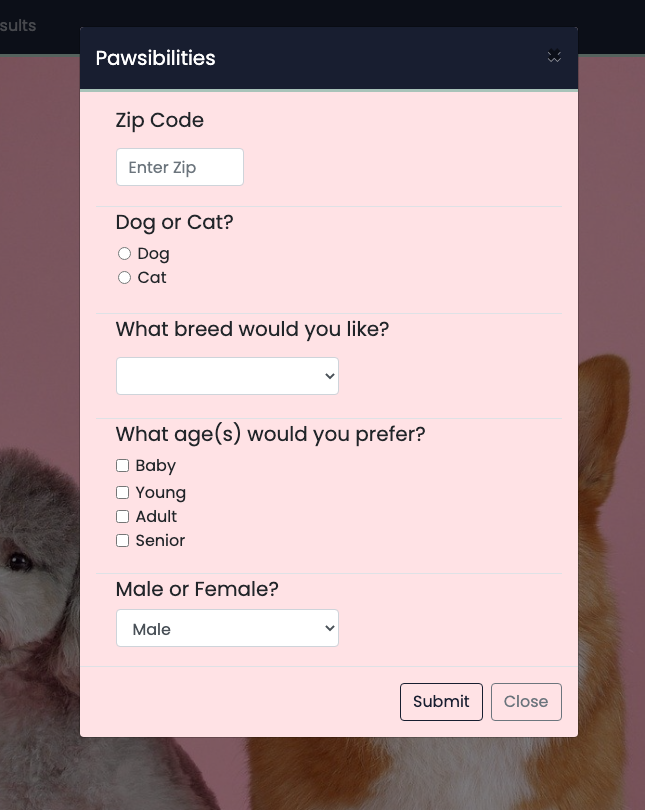 sults
Pawsibilities
×
Zip Code
Enter Zip
Dog or Cat?
Dog
Cat
What breed would you like?
What age(s) would you prefer?
Baby
Young
Adult
Senior
Male or Female?
Male
Submit
Close